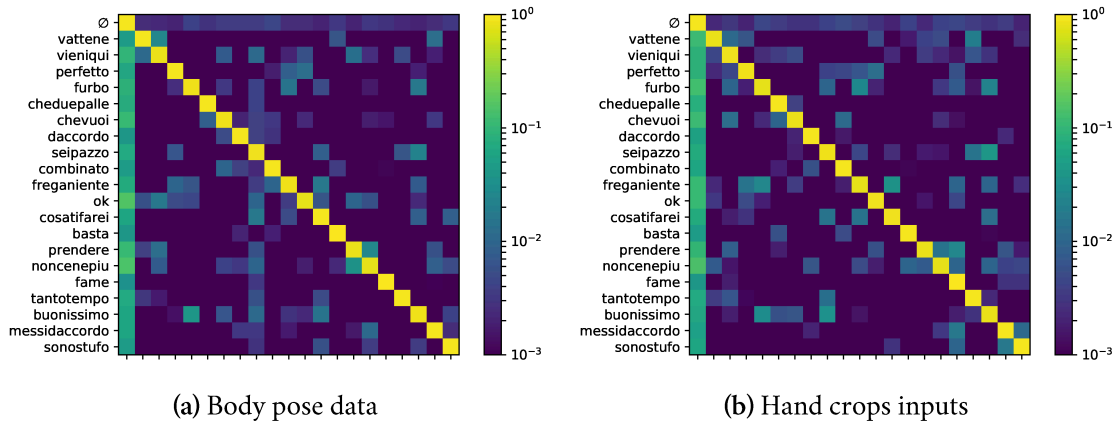 ∅
vattene
vieniqui
perfetto
furbo
cheduepalle
chevuoi
daccordo
seipazzo
combinato
freganiente
ok
cosatifarei
basta
prendere
noncenepiu
fame
tantotempo
buonissimo
messidaccordo
sonostufo
10⁰
10⁻¹
10⁻²
10⁻³
(a) Body pose data
∅
vattene
vieniqui
perfetto
furbo
cheduepalle
chevuoi
daccordo
seipazzo
combinato
freganiente
ok
cosatifarei
basta
prendere
noncenepiu
fame
tantotempo
buonissimo
messidaccordo
sonostufo
10⁰
10⁻¹
10⁻²
10⁻³
(b) Hand crops inputs